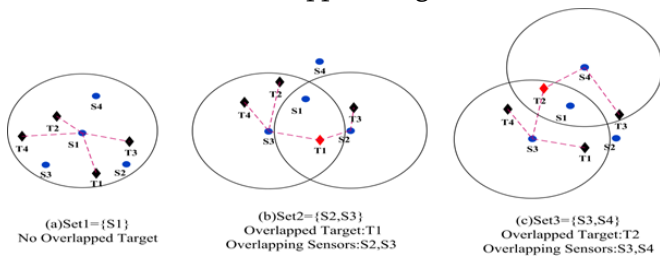 S4
T2
T4
S1
T3
S3
S2
T1
(a)Set1={S1}
No Overlapped Target
S4
T2
T4
S1
T3
S3
S2
T1
(b)Set2={S2,S3}
Overlapped Target:T1
Overlapping Sensors:S2,S3
S4
T2
T4
S1
T3
S3
S2
T1
(c)Set3={S3,S4}
Overlapped Target:T2
Overlapping Sensors:S3,S4